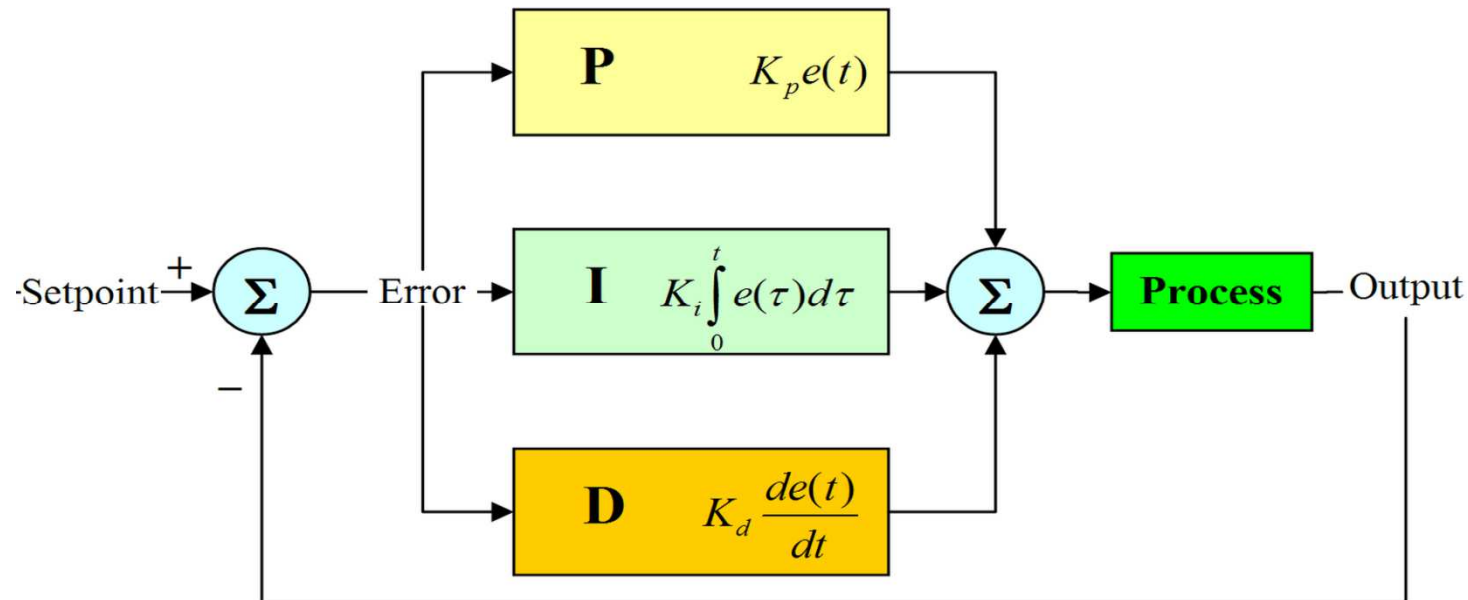 P K_p e(t)
+
Setpoint
Σ
Error
I K_i ∫_0^t e(τ)dτ
Σ
Process
Output
−
D K_d de(t)/dt